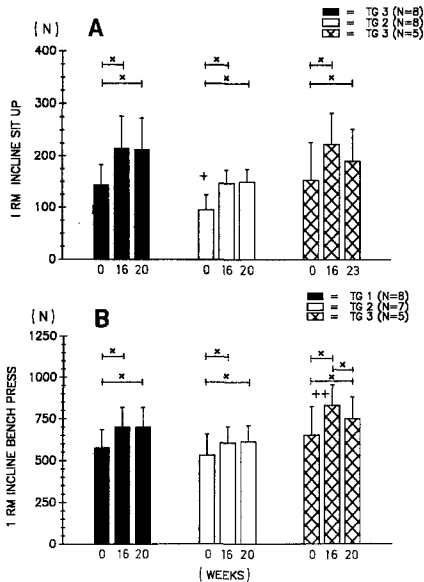 ■ = TG 3 (N=8)
□ = TG 2 (N=8)
= TG 3 (N=5)
(N)
A
400
300
200
100
0
1 RM INCLINE SIT UP
x
x
x
x
x
x
+
0 16 20
0 16 20
0 16 23
(N)
B
= TG 1 (N=8)
= TG 2 (N=7)
= TG 3 (N=5)
1250
1000
750
500
250
0
1 RM INCLINE BENCH PRESS
x
x
x
x
x
x
x
++
0 16 20
0 16 20
0 16 20
(WEEKS)